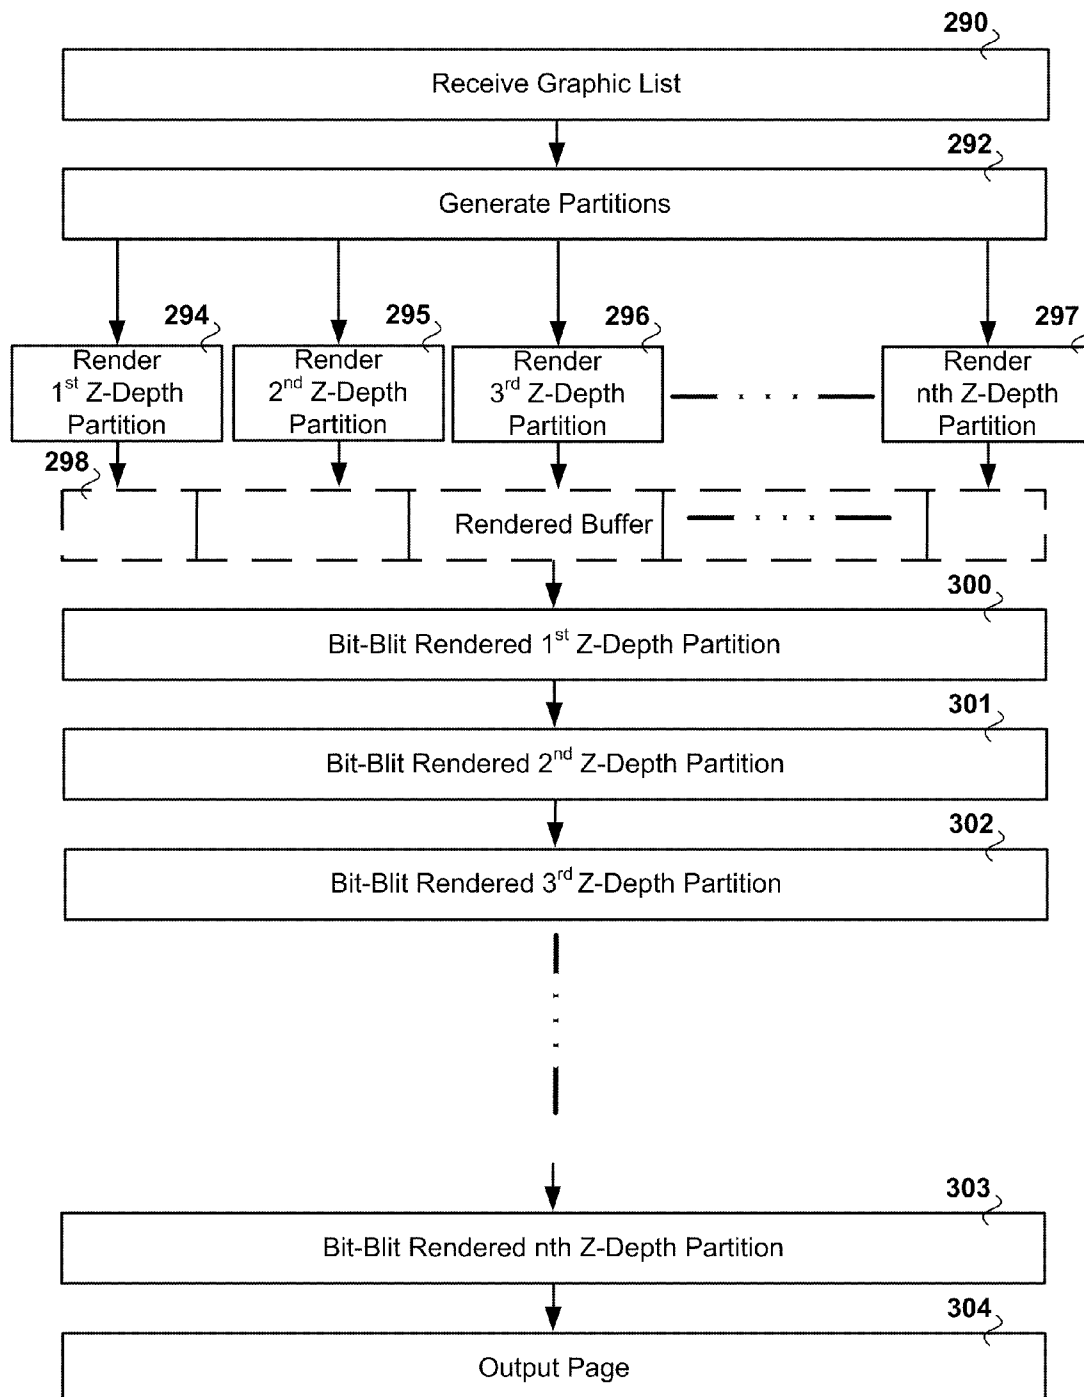 290
Receive Graphic List
292
Generate Partitions
294
295
296
297
Render
1st Z-Depth
Partition
Render
2nd Z-Depth
Partition
Render
3rd Z-Depth
Partition
Render
nth Z-Depth
Partition
298
Rendered Buffer
300
Bit-Blit Rendered 1st Z-Depth Partition
301
Bit-Blit Rendered 2nd Z-Depth Partition
302
Bit-Blit Rendered 3rd Z-Depth Partition
303
Bit-Blit Rendered nth Z-Depth Partition
304
Output Page